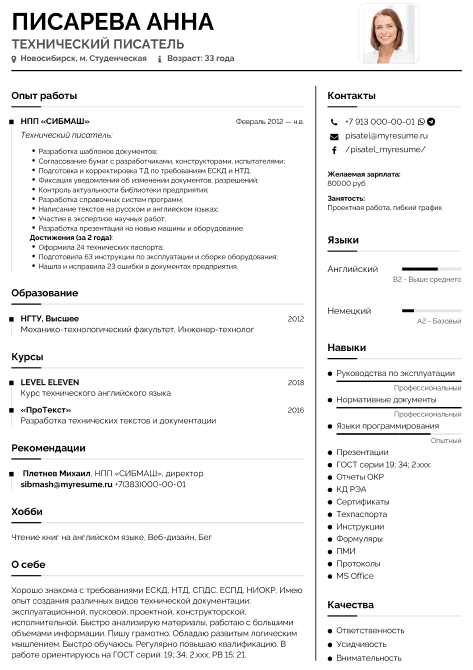 ПИСАРЕВА АННА
ТЕХНИЧЕСКИЙ ПИСАТЕЛЬ
Новосибирск, м. Студенческая Возраст: 33 года
Опыт работы
НПП «СИБМАШ» Февраль 2012 — н.в.
Технический писатель:
Разработка шаблонов документов;
Согласование бумаг с разработчиками, конструкторами, испытателями;
Подготовка и корректировка ТД по требованиям ЕСКД и НТД;
Фиксация уведомлений об изменении документов, разрешений;
Контроль актуальности библиотеки предприятия;
Разработка справочных систем программ;
Написание текстов на русском и английском языках;
Участие в экспертизе научных работ;
Разработка презентаций на новые машины и оборудование.
Достижения (за 2 года):
Оформила 24 технических паспорта;
Подготовила 63 инструкции по эксплуатации и сборке оборудования;
Нашла и исправила 23 ошибки в документах предприятия.
Образование
НГТУ, Высшее 2012
Механико-технологический факультет, Инженер-технолог
Курсы
LEVEL ELEVEN 2018
Курс технического английского языка
«ПроТекст» 2016
Разработка технических текстов и документации
Рекомендации
Плетнев Михаил, НПП «СИБМАШ», директор
sibmash@myresume.ru +7(383)000-00-01
Хобби
Чтение книг на английском языке, Веб-дизайн, Бег
О себе
Хорошо знакома с требованиями ЕСКД, НТД, СПДС, ЕСПД, НИОКР. Имею
опыт создания различных видов технической документации:
эксплуатационной, пусковой, проектной, конструкторской,
исполнительной. Быстро анализирую материалы, работаю с большими
объемами информации. Пишу грамотно. Обладаю развитым логическим
мышлением. Быстро обучаюсь. Регулярно повышаю квалификацию. В
работе ориентируюсь на ГОСТ серии: 19; 34; 2.xxx; РВ 15; 21.
Контакты
+7 913 000-00-01
pisatel@myresume.ru
/pisatel_myresume/
Желаемая зарплата:
80000 руб
Занятость:
Проектная работа, гибкий график
Языки
Английский
B2 - Выше среднего
Немецкий
A2 - Базовый
Навыки
Руководства по эксплуатации
Профессиональный
Нормативные документы
Профессиональный
Языки программирования
Опытный
Презентации
ГОСТ серии 19; 34; 2.xxx
Отчеты ОКР
КД РЭА
Сертификаты
Техпаспорта
Инструкции
Формуляры
ПМИ
Протоколы
MS Office
Качества
Ответственность
Усидчивость
Внимательность